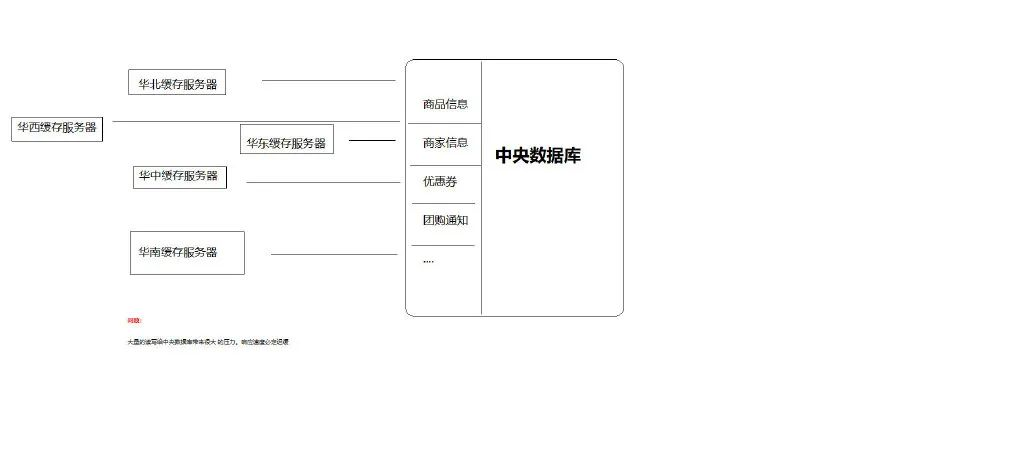 华北缓存服务器
商品信息
华西缓存服务器
华东缓存服务器
商家信息
中央数据库
华中缓存服务器
优惠券
团购通知
华南缓存服务器
....
问题:
大量的读写给中央数据库带来很大的压力，响应速度必定迟缓